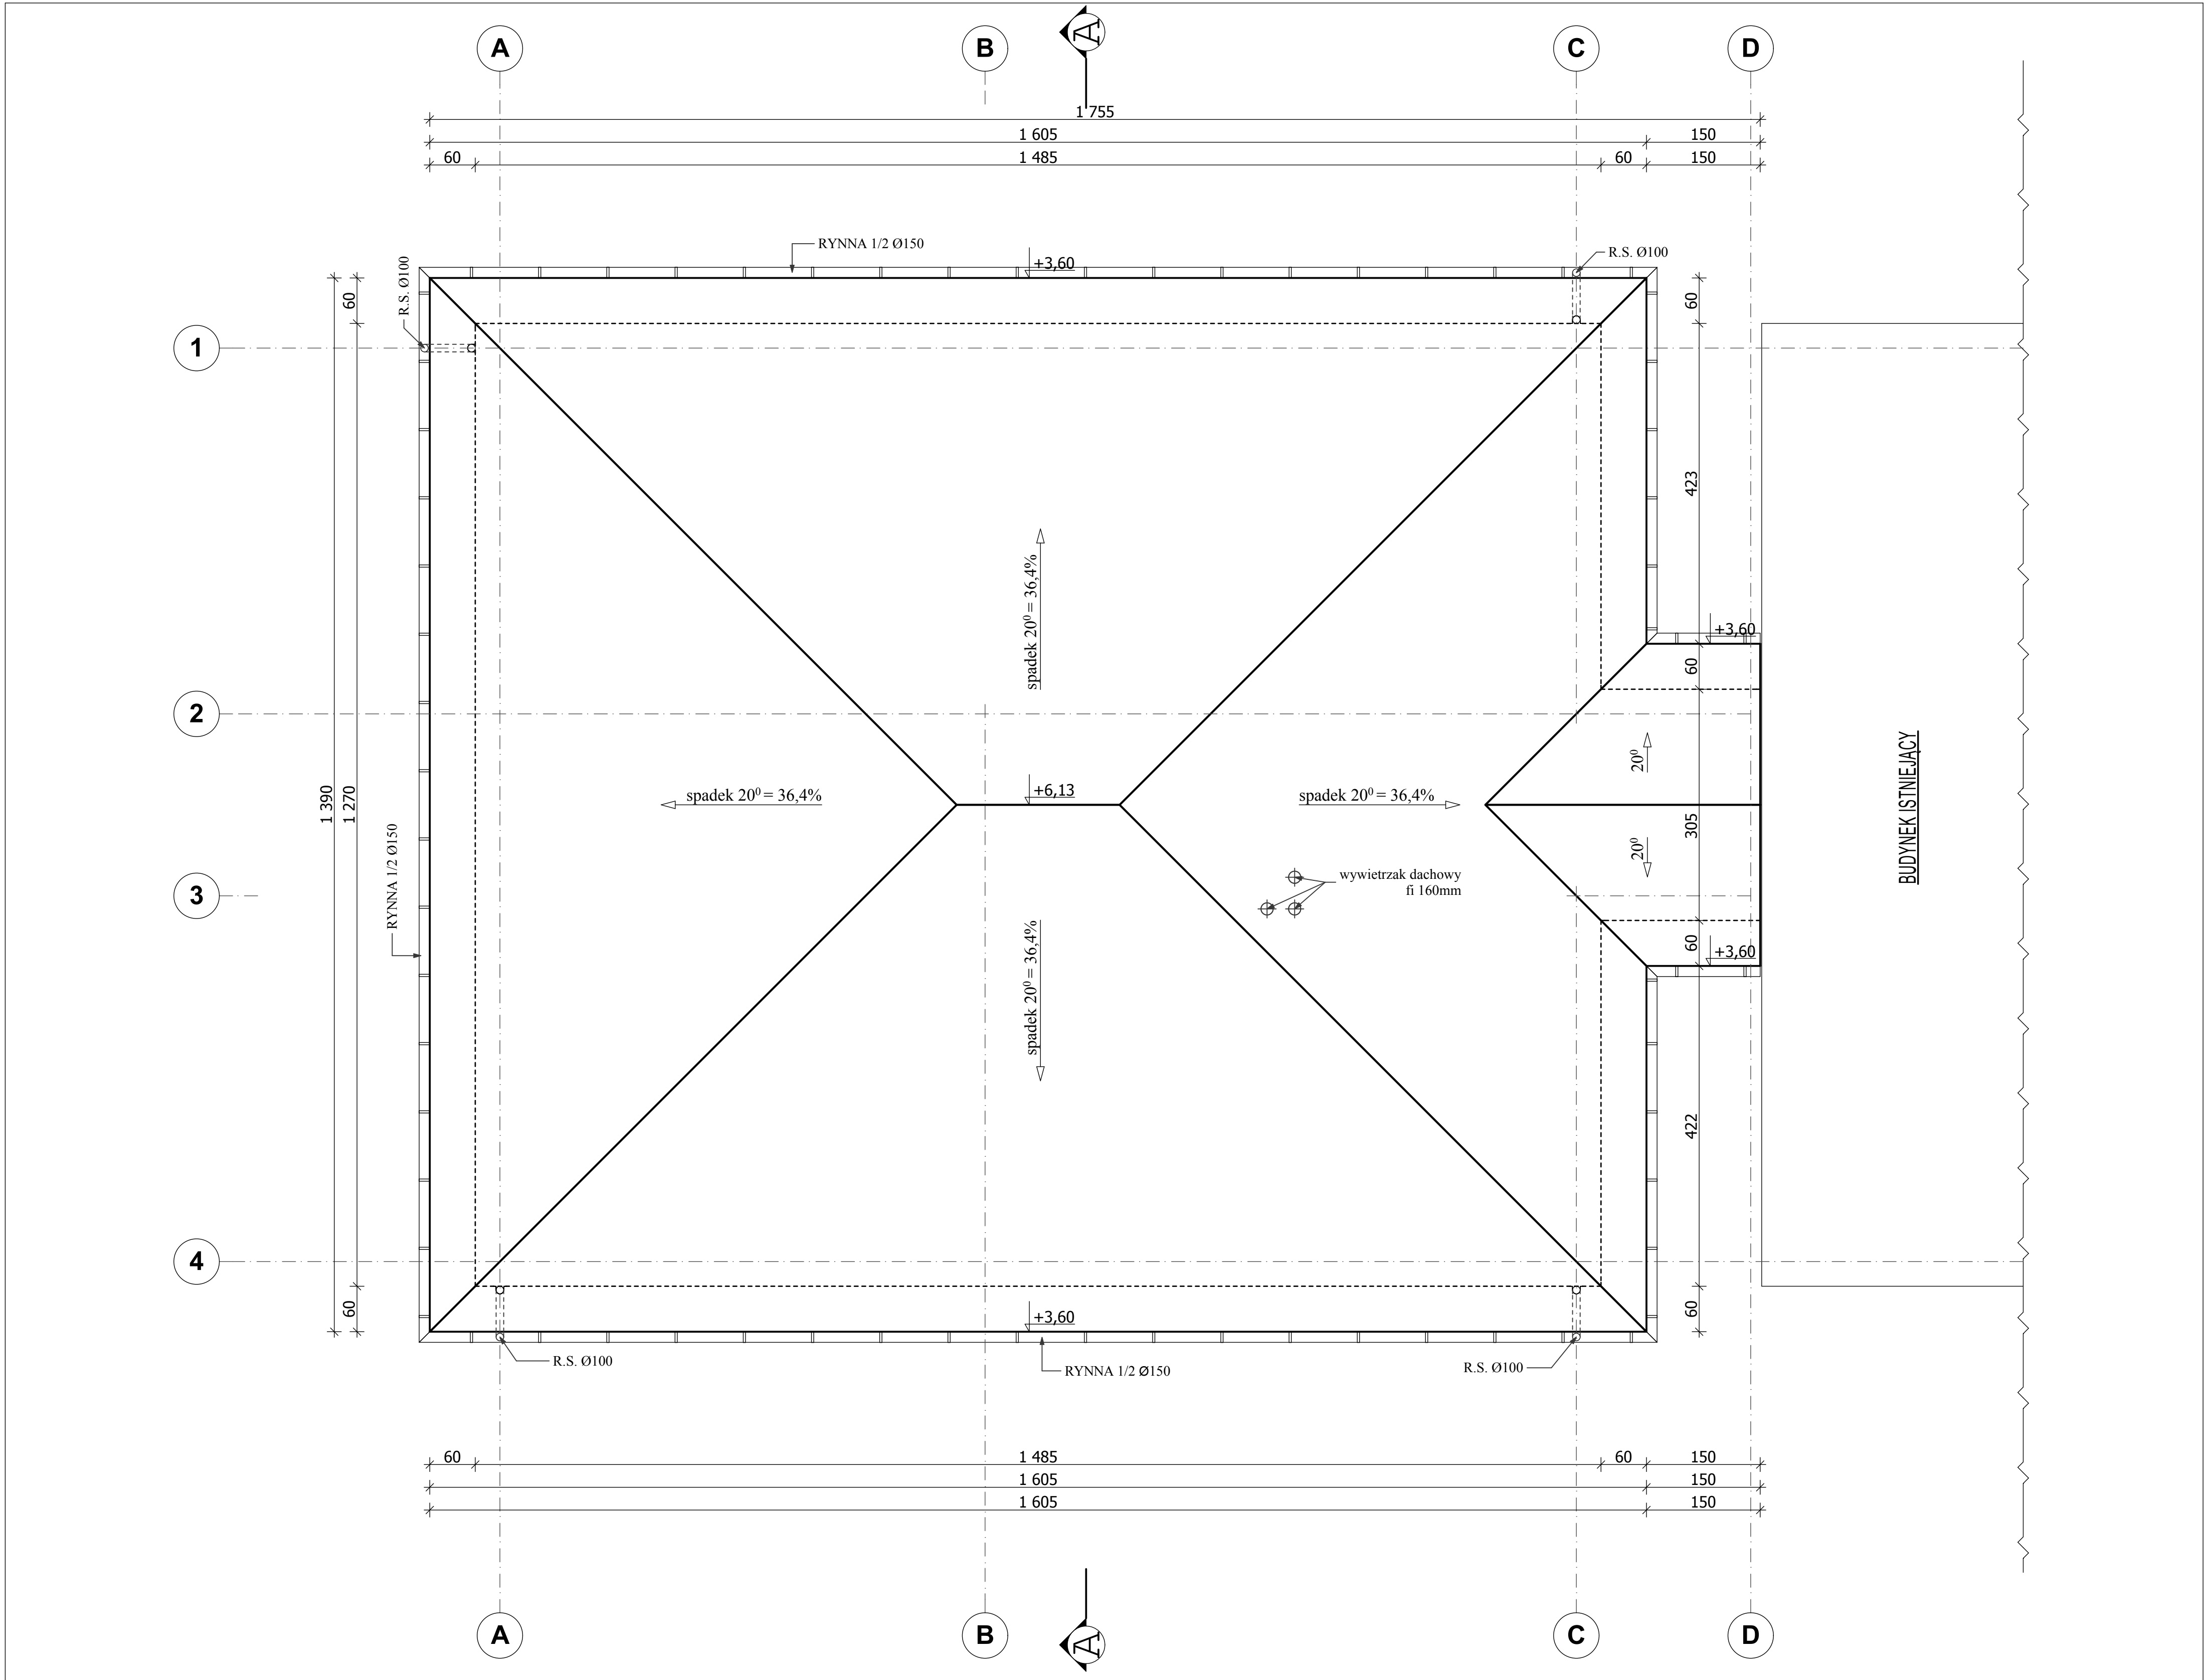 A
B
A
C
D
1 755
1 605
150
60
1 485
60
150
RYNNA 1/2 Ø150
R.S. Ø100
+3,60
R.S. Ø100
60
60
1
423
spadek 20⁰ = 36,4%
+3,60
60
2
20⁰
BUDYNEK ISTNIEJĄCY
1 390
1 270
spadek 20⁰ = 36,4%
+6,13
spadek 20⁰ = 36,4%
305
20⁰
RYNNA 1/2 Ø150
wywietrzak dachowy
fi 160mm
3
60
+3,60
spadek 20⁰ = 36,4%
422
4
60
+3,60
60
R.S. Ø100
RYNNA 1/2 Ø150
R.S. Ø100
60
1 485
60
150
1 605
150
1 605
150
A
B
A
C
D